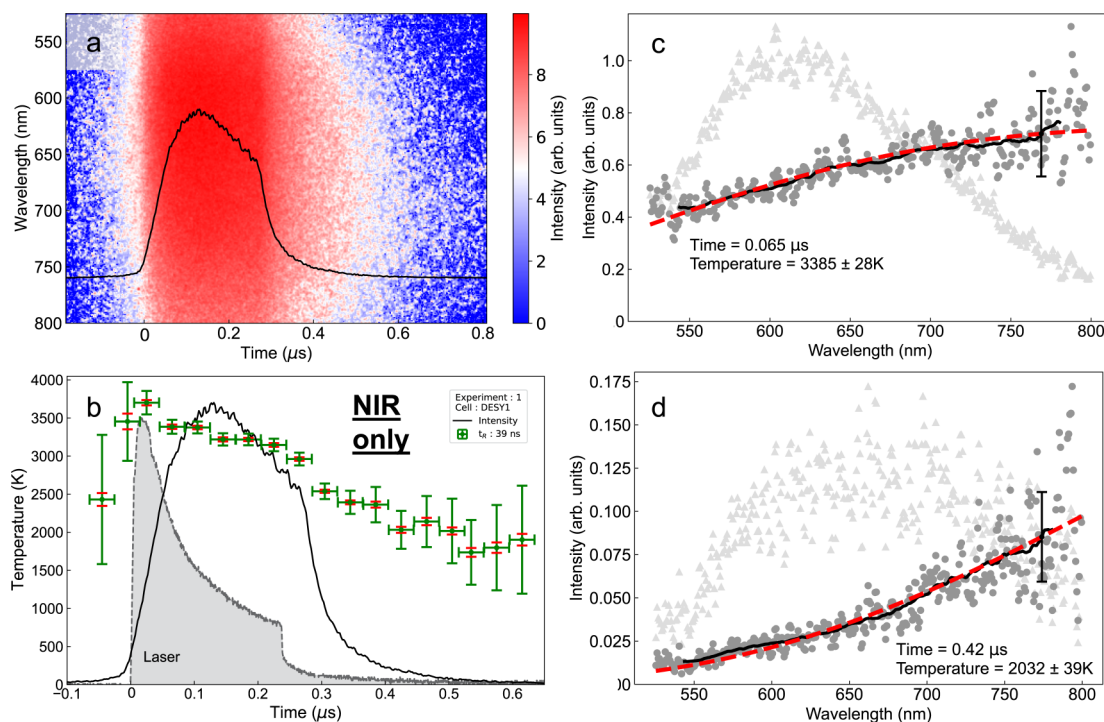 a
Wavelength (nm)
550
600
650
700
750
800
0
0.2
0.4
0.6
0.8
Time (μs)
8
6
4
2
0
Intensity (arb. units)
c
Intensity (arb. units)
1.2
1.0
0.8
0.6
0.4
0.2
0
Time = 0.065 μs
Temperature = 3385 ± 28K
550
600
650
700
750
800
Wavelength (nm)
b
Temperature (K)
4000
3500
3000
2500
2000
1500
1000
500
0
NIR
only
Experiment : 1
Cell : DESY1
Intensity
tR : 39 ns
Laser
−0.1
0
0.1
0.2
0.3
0.4
0.5
0.6
Time (μs)
d
Intensity (arb. units)
0.175
0.150
0.125
0.100
0.075
0.050
0.025
0
Time = 0.42 μs
Temperature = 2032 ± 39K
550
600
650
700
750
800
Wavelength (nm)